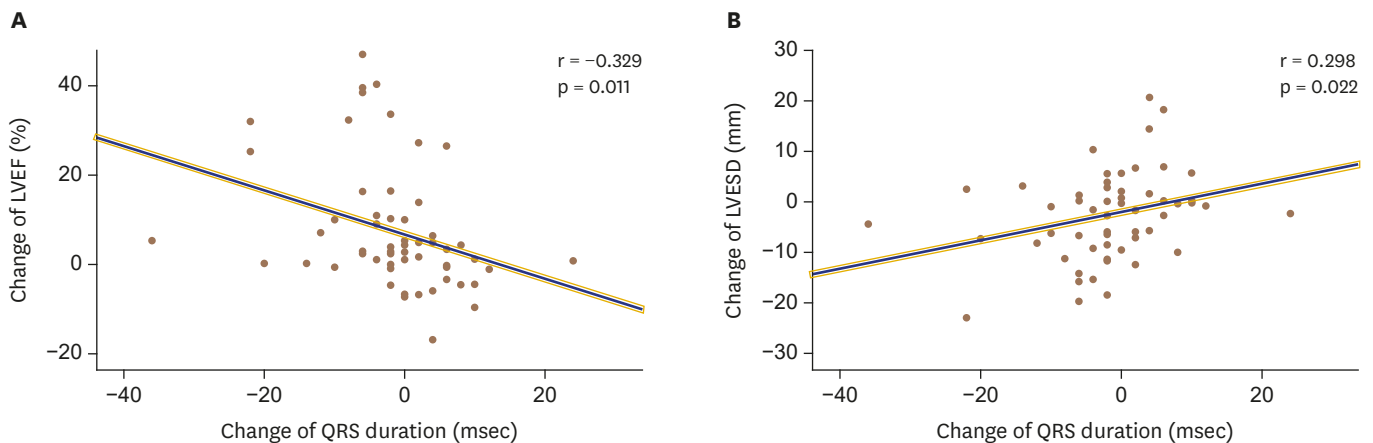 A
r = −0.329
p = 0.011
Change of LVEF (%)
40
20
0
−20
−40
−20
0
20
Change of QRS duration (msec)
B
r = 0.298
p = 0.022
Change of LVESD (mm)
30
20
10
0
−10
−20
−30
−40
−20
0
20
Change of QRS duration (msec)